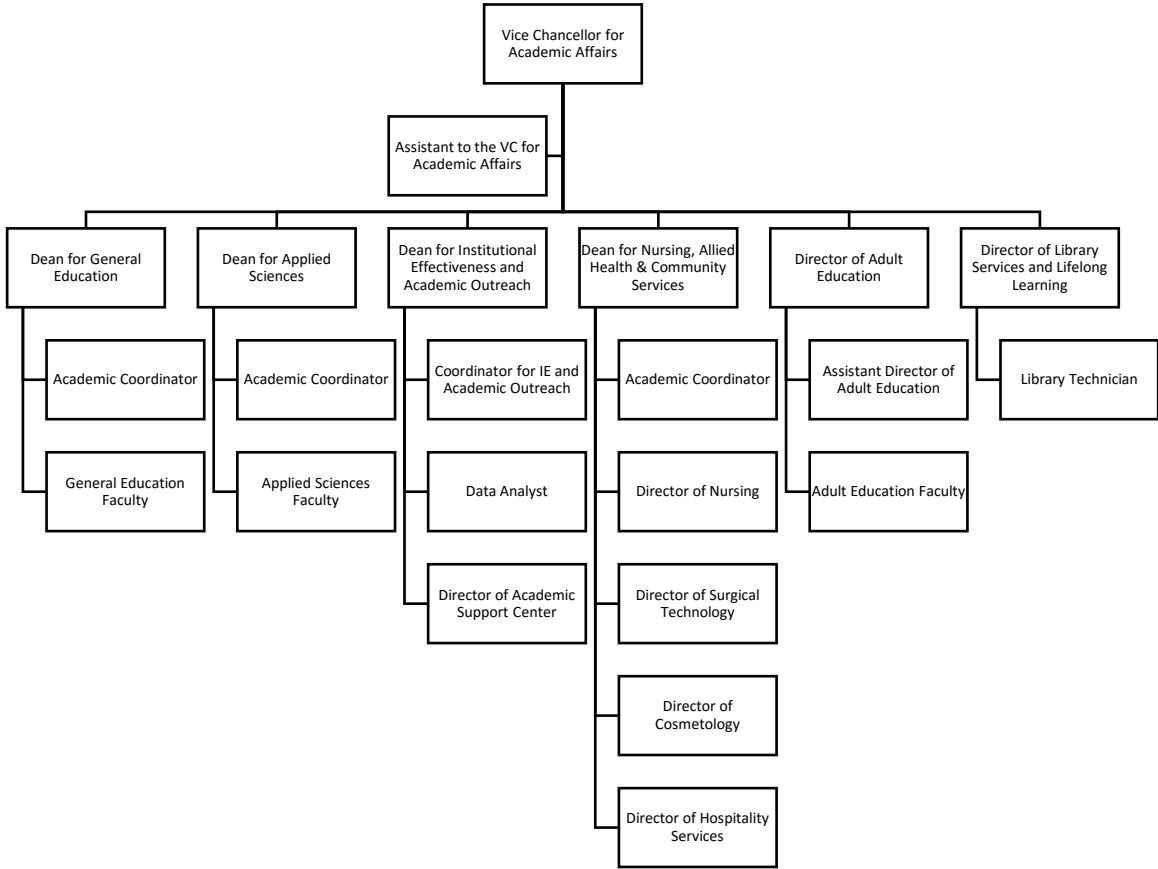 Vice Chancellor for
Academic Affairs
Assistant to the VC for
Academic Affairs
Dean for General
Education
Dean for Applied
Sciences
Dean for Institutional
Effectiveness and
Academic Outreach
Dean for Nursing, Allied
Health & Community
Services
Director of Adult
Education
Director of Library
Services and Lifelong
Learning
Academic Coordinator
Academic Coordinator
Coordinator for IE and
Academic Outreach
Academic Coordinator
Assistant Director of
Adult Education
Library Technician
General Education
Faculty
Applied Sciences
Faculty
Data Analyst
Director of Nursing
Adult Education Faculty
Director of Academic
Support Center
Director of Surgical
Technology
Director of
Cosmetology
Director of Hospitality
Services